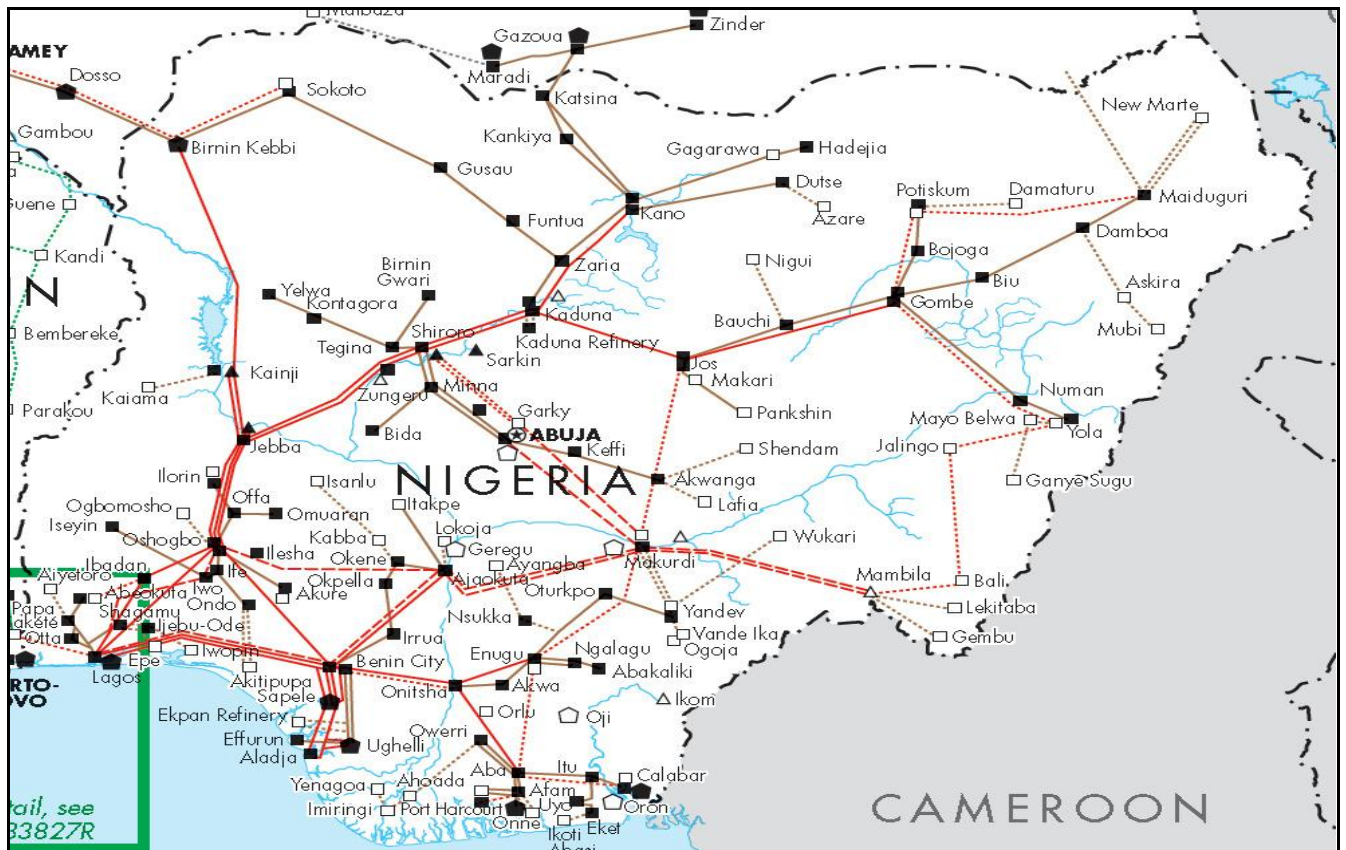 Zinder
Gazoua
AMEY
Maradi
Dosso
Sokoto
Katsina
New Marte
Gambou
Kankiya
Gagarawa
Hadejia
Birnin Kebbi
Gusau
Dutse
Potiskum
Damaturu
Maiduguri
Guene
Kano
Azare
Funtua
Damboa
Kandi
Birnin
Gwari
Zaria
Nigui
Bojoga
Askira
N
Yelwa
Kontagora
Biu
Gombe
Bembereke
Shiroro
Kaduna
Bauchi
Mubi
Tegina
Kaduna Refinery
Sarkin
Jos
Kainji
Kaiama
Zungeru
Minna
Makari
Numan
Parakou
Garky
Pankshin
Mayo Belwa
Bida
ABUJA
Yola
Jebba
Keffi
Shendam
Jalingo
Ilorin
Isanlu
NIGERIA
Akwanga
Ganye Sugu
Offa
Itakpe
Lafia
Ogbomosho
Iseyin
Omuaran
Lokoja
Kabba
Wukari
Oshogbo
Ilesha
Okene
Geregu
Ayangba
Makurdi
Ibadan
Ife
Ajaokuta
Mambila
Bali
Aiyetoro
Iwo
Okpella
Oturkpo
Abeokuta
Ondo
Akure
Yandev
Lekitaba
Papa
Shagamu
Nsukka
akete
Ijebu-Ode
Vande Ika
Gembu
Otta
Irrua
Enugu
Ngalagu
Ogoja
Iwopin
Epe
Benin City
Abakaliki
Lagos
Akitipupa
Onitsha
Akwa
RTO-
OVO
Sapele
Ikom
Orlu
Ekpan Refinery
Oji
Owerri
Effurun
Ughelli
Aladja
Aba
Itu
Calabar
Yenagoa
Ahoada
Afam
Imiringi
Port Harcourt
Uyo
Oron
CAMEROON
tail, see
33827R
Onne
Eket
Ikoti
Abasi